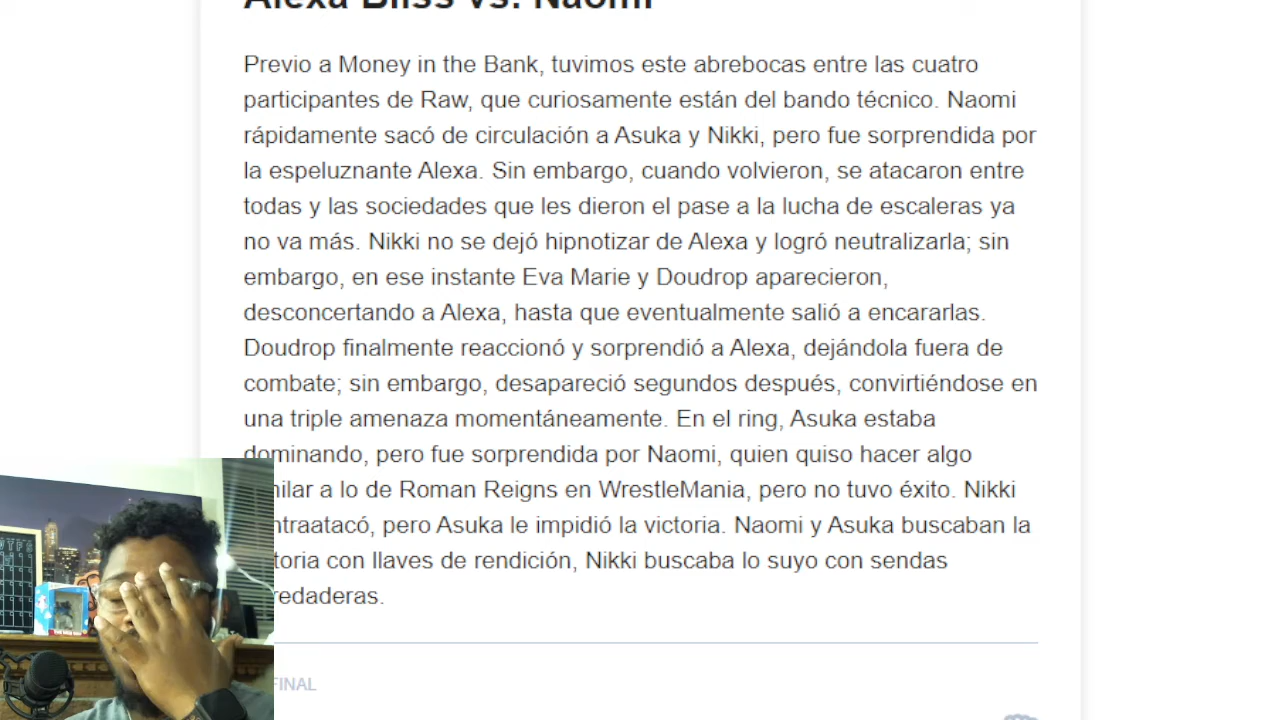 Alexa Bliss vs. Naomi
Previo a Money in the Bank, tuvimos este abrebocas entre las cuatro
participantes de Raw, que curiosamente están del bando técnico. Naomi
rápidamente sacó de circulación a Asuka y Nikki, pero fue sorprendida por
la espeluznante Alexa. Sin embargo, cuando volvieron, se atacaron entre
todas y las sociedades que les dieron el pase a la lucha de escaleras ya
no va más. Nikki no se dejó hipnotizar de Alexa y logró neutralizarla; sin
embargo, en ese instante Eva Marie y Doudrop aparecieron,
desconcertando a Alexa, hasta que eventualmente salió a encararlas.
Doudrop finalmente reaccionó y sorprendió a Alexa, dejándola fuera de
combate; sin embargo, desapareció segundos después, convirtiéndose en
una triple amenaza momentáneamente. En el ring, Asuka estaba
dominando, pero fue sorprendida por Naomi, quien quiso hacer algo
milar a lo de Roman Reigns en WrestleMania, pero no tuvo éxito. Nikki
ntraatacó, pero Asuka le impidió la victoria. Naomi y Asuka buscaban la
toria con llaves de rendición, Nikki buscaba lo suyo con sendas
redaderas.
FINAL